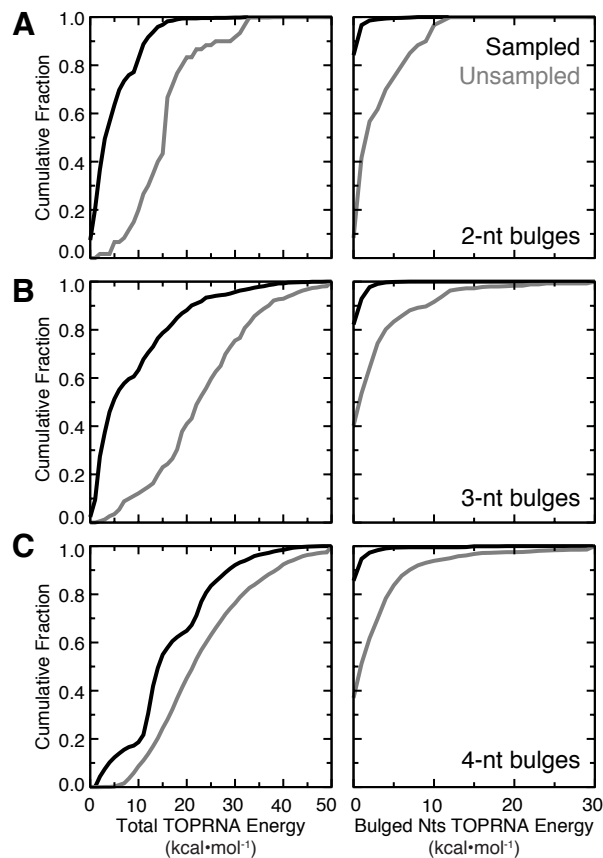 A
1.0
0.8
0.6
0.4
0.2
0.0
Cumulative Fraction
Sampled
Unsampled
2-nt bulges
B
1.0
0.8
0.6
0.4
0.2
0.0
Cumulative Fraction
3-nt bulges
C
1.0
0.8
0.6
0.4
0.2
0.0
Cumulative Fraction
4-nt bulges
0 10 20 30 40 50
0 10 20 30
Total TOPRNA Energy
(kcal•mol⁻¹)
Bulged Nts TOPRNA Energy
(kcal•mol⁻¹)